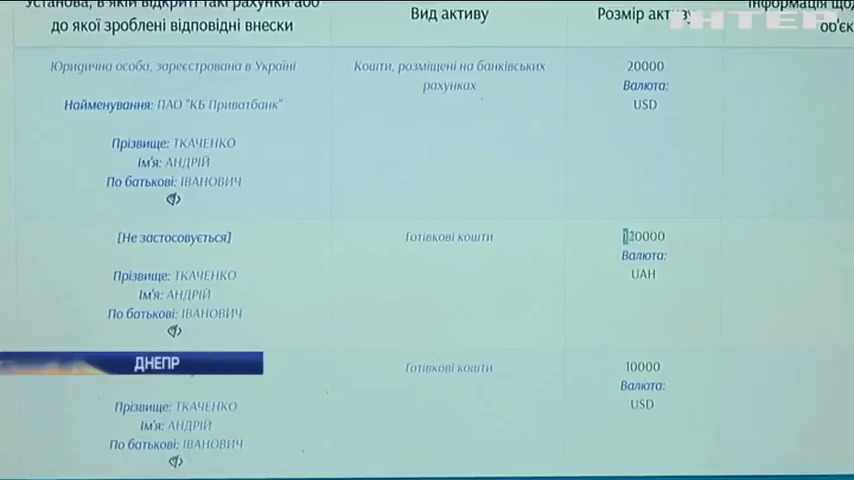 Установа, в якій відкриті такі рахунки або
до якої зроблені відповідні внески
Вид активу
Розмір активу
Інформація щод
об'єк
ІНТЕР
Юридична особа, зареєстрована в Україні
Найменування: ПАО "КБ Приватбанк"
Прізвище: ТКАЧЕНКО
Ім'я: АНДРІЙ
По батькові: ІВАНОВИЧ
Кошти, розміщені на банківських
рахунках
20000
Валюта:
USD
[Не застосовується]
Прізвище: ТКАЧЕНКО
Ім'я: АНДРІЙ
По батькові: ІВАНОВИЧ
Готівкові кошти
120000
Валюта:
UAH
ДНЕПР
Прізвище: ТКАЧЕНКО
Ім'я: АНДРІЙ
По батькові: ІВАНОВИЧ
Готівкові кошти
10000
Валюта:
USD